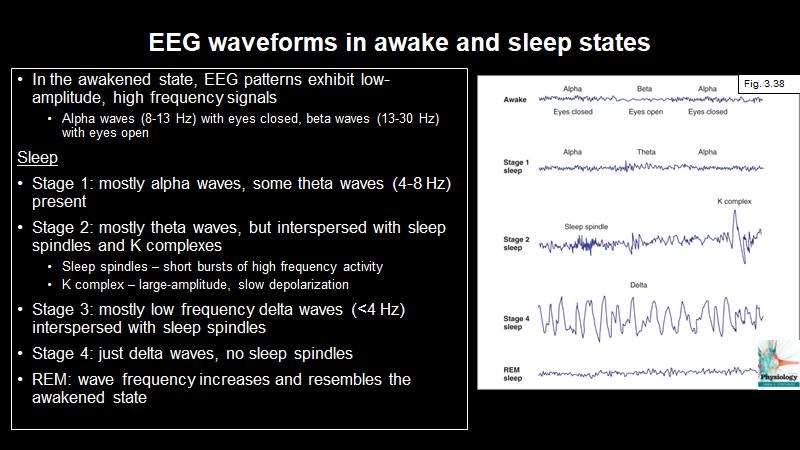 EEG waveforms in awake and sleep states
• In the awakened state, EEG patterns exhibit low-
amplitude, high frequency signals
• Alpha waves (8-13 Hz) with eyes closed, beta waves (13-30 Hz)
with eyes open
Sleep
• Stage 1: mostly alpha waves, some theta waves (4-8 Hz)
present
• Stage 2: mostly theta waves, but interspersed with sleep
spindles and K complexes
• Sleep spindles – short bursts of high frequency activity
• K complex – large-amplitude, slow depolarization
• Stage 3: mostly low frequency delta waves (<4 Hz)
interspersed with sleep spindles
• Stage 4: just delta waves, no sleep spindles
• REM: wave frequency increases and resembles the
awakened state
Fig. 3.38
Alpha Beta Alpha
Awake
Eyes closed Eyes open Eyes closed
Alpha Theta Alpha
Stage 1
sleep
K complex
Sleep spindle
Stage 2
sleep
Delta
Stage 4
sleep
REM
sleep
Physiology